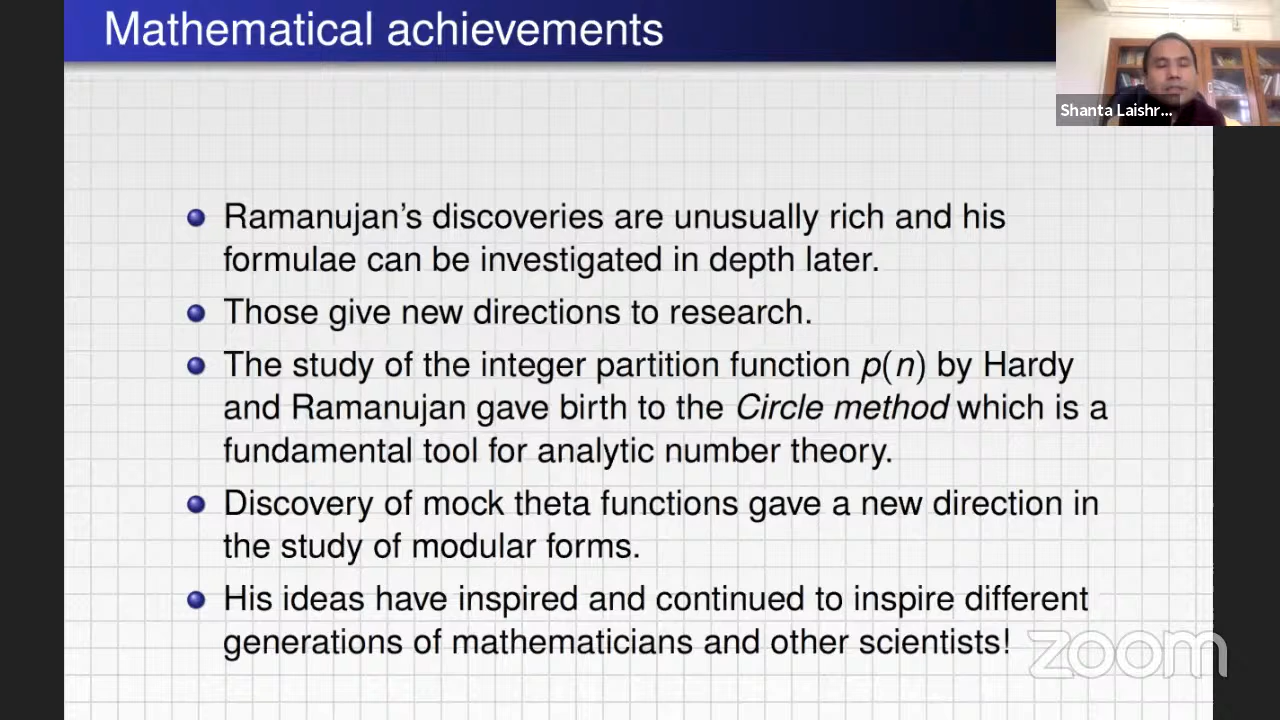 Mathematical achievements
Shanta Laishr...
Ramanujan's discoveries are unusually rich and his
formulae can be investigated in depth later.
Those give new directions to research.
The study of the integer partition function p(n) by Hardy
and Ramanujan gave birth to the Circle method which is a
fundamental tool for analytic number theory.
Discovery of mock theta functions gave a new direction in
the study of modular forms.
His ideas have inspired and continued to inspire different
generations of mathematicians and other scientists!
zoom